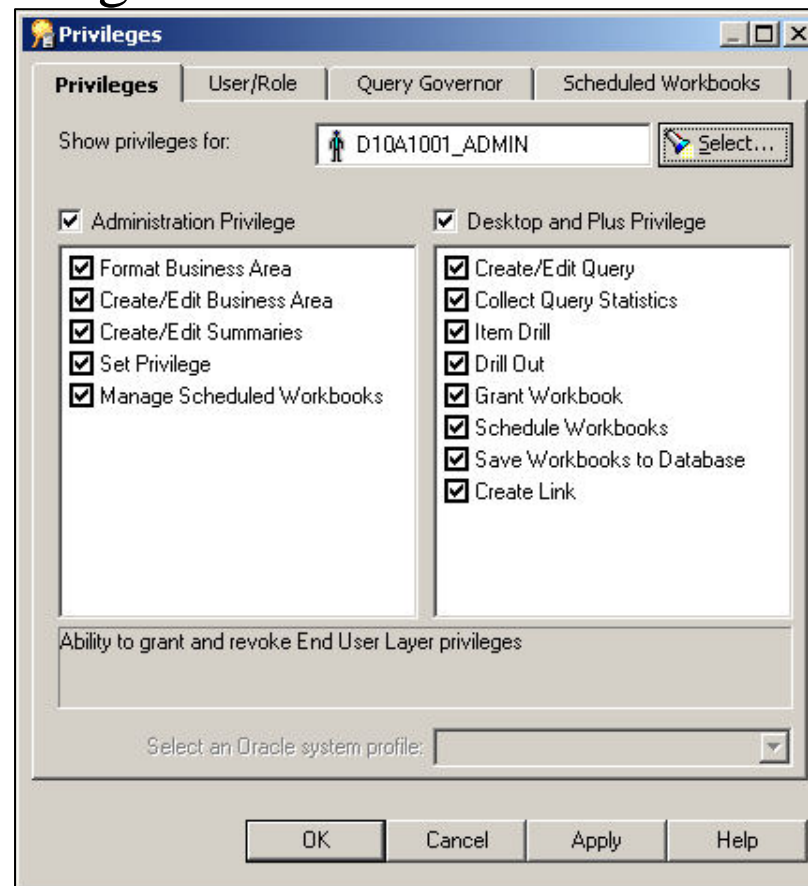 Privileges
Privileges User/Role Query Governor Scheduled Workbooks
Show privileges for: D10A1001_ADMIN Select...
Administration Privilege
Format Business Area
Create/Edit Business Area
Create/Edit Summaries
Set Privilege
Manage Scheduled Workbooks
Desktop and Plus Privilege
Create/Edit Query
Collect Query Statistics
Item Drill
Drill Out
Grant Workbook
Schedule Workbooks
Save Workbooks to Database
Create Link
Ability to grant and revoke End User Layer privileges
Select an Oracle system profile:
OK Cancel Apply Help